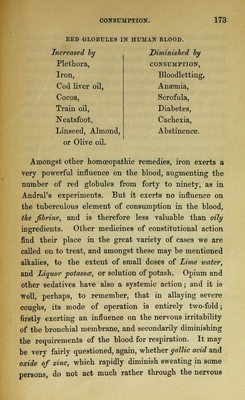 CONSUMPTION. 173
RED GLOBULES IN HUMAN BLOOD.
Increased by
Plethora,
Iron,
Cod liver oil,
Cocoa,
Train oil,
Neatsfoot,
Linseed, Almond,
or Olive oil.
Diminished by
CONSUMPTION,
Bloodletting,
Anæmia,
Scrofula,
Diabetes,
Cachexia,
Abstinence.
Amongst other homœopathic remedies, iron exerts a
very powerful influence on the blood, augmenting the
number of red globules from forty to ninety, as in
Andral's experiments. But it exerts no influence on
the tuberculous element of consumption in the blood,
the fibrine, and is therefore less valuable than oily
ingredients. Other medicines of constitutional action
find their place in the great variety of cases we are
called on to treat, and amongst these may be mentioned
alkalies, to the extent of small doses of Lime water,
and Liquor potassæ, or solution of potash. Opium and
other sedatives have also a systemic action; and it is
well, perhaps, to remember, that in allaying severe
coughs, its mode of operation is entirely two-fold;
firstly exerting an influence on the nervous irritability
of the bronchial membrane, and secondarily diminishing
the requirements of the blood for respiration. It may
be very fairly questioned, again, whether gallic acid and
oxide of zinc, which rapidly diminish sweating in some
persons, do not act much rather through the nervous